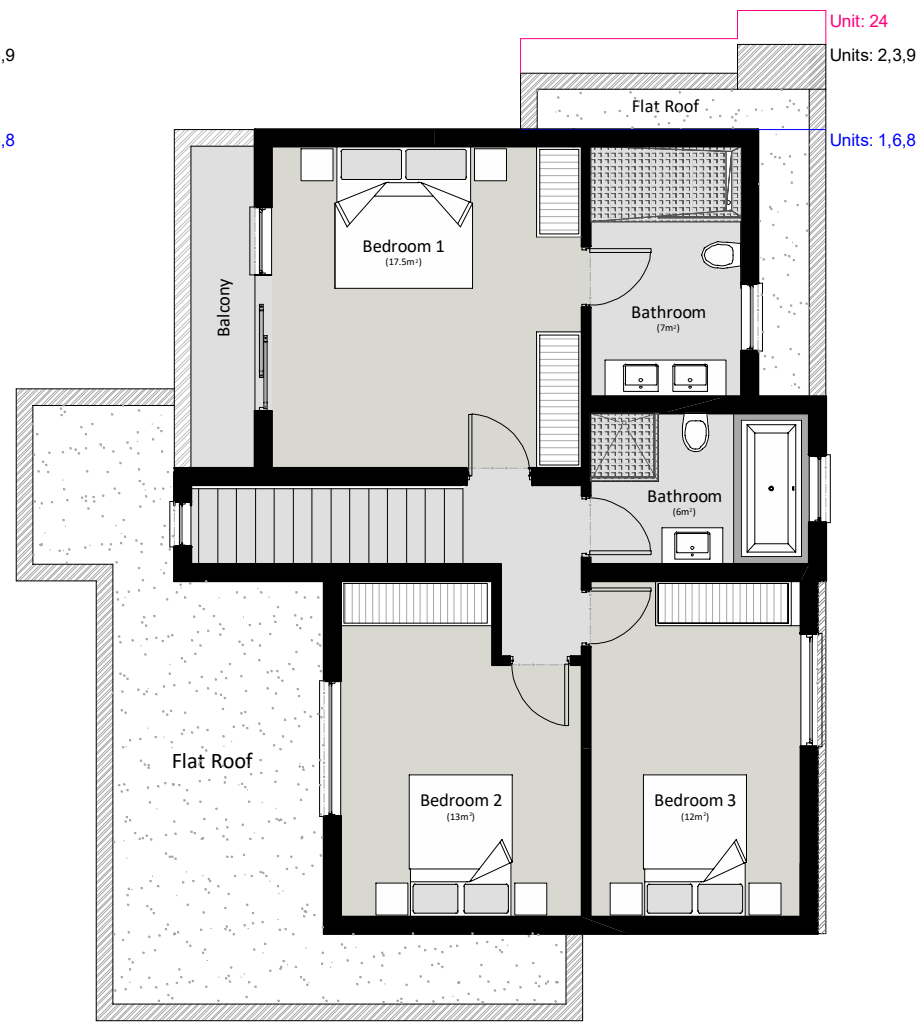 Unit: 24
,9
Units: 2,3,9
Flat Roof
,8
Units: 1,6,8
Bedroom 1
(17.5m²)
Balcony
Bathroom
(7m²)
Bathroom
(6m²)
Flat Roof
Bedroom 2
(13m²)
Bedroom 3
(12m²)